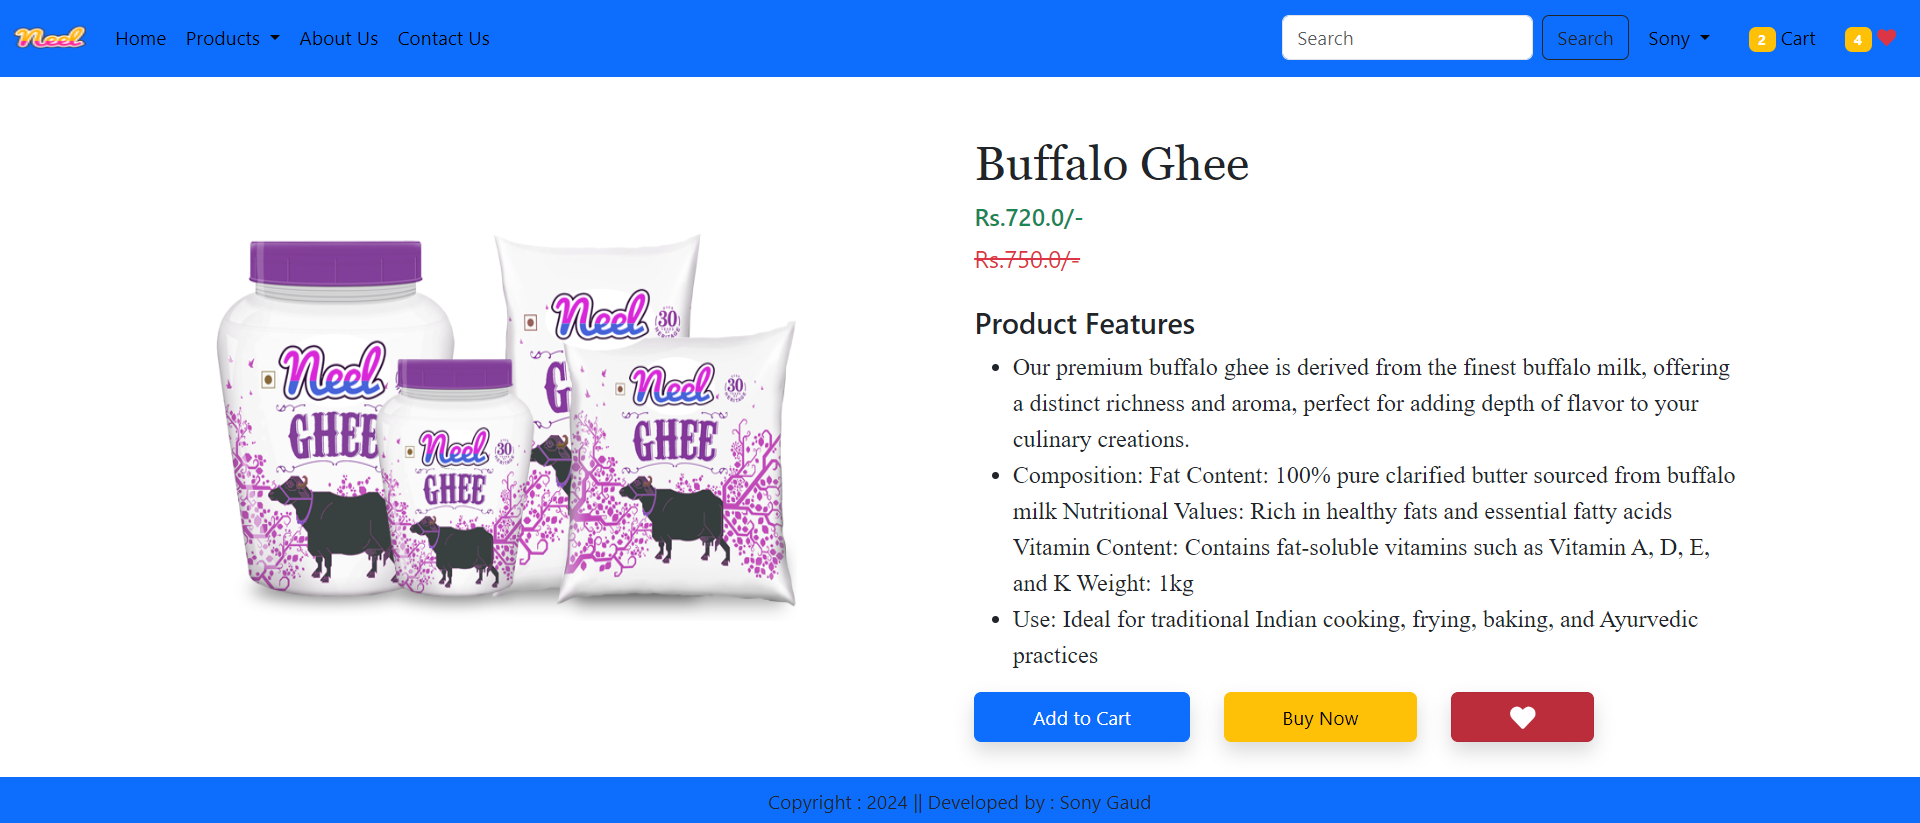 Neel Home Products About Us Contact Us Search Search Sony 2 Cart 4
Buffalo Ghee
Rs.720.0/-
Rs.750.0/-
Product Features
Our premium buffalo ghee is derived from the finest buffalo milk, offering
a distinct richness and aroma, perfect for adding depth of flavor to your
culinary creations.
Composition: Fat Content: 100% pure clarified butter sourced from buffalo
milk Nutritional Values: Rich in healthy fats and essential fatty acids
Vitamin Content: Contains fat-soluble vitamins such as Vitamin A, D, E,
and K Weight: 1kg
Use: Ideal for traditional Indian cooking, frying, baking, and Ayurvedic
practices
Add to Cart Buy Now
Neel
GHEE
Neel
30
GHEE
Neel
30
G
Neel
30
GHEE
Copyright : 2024 || Developed by : Sony Gaud